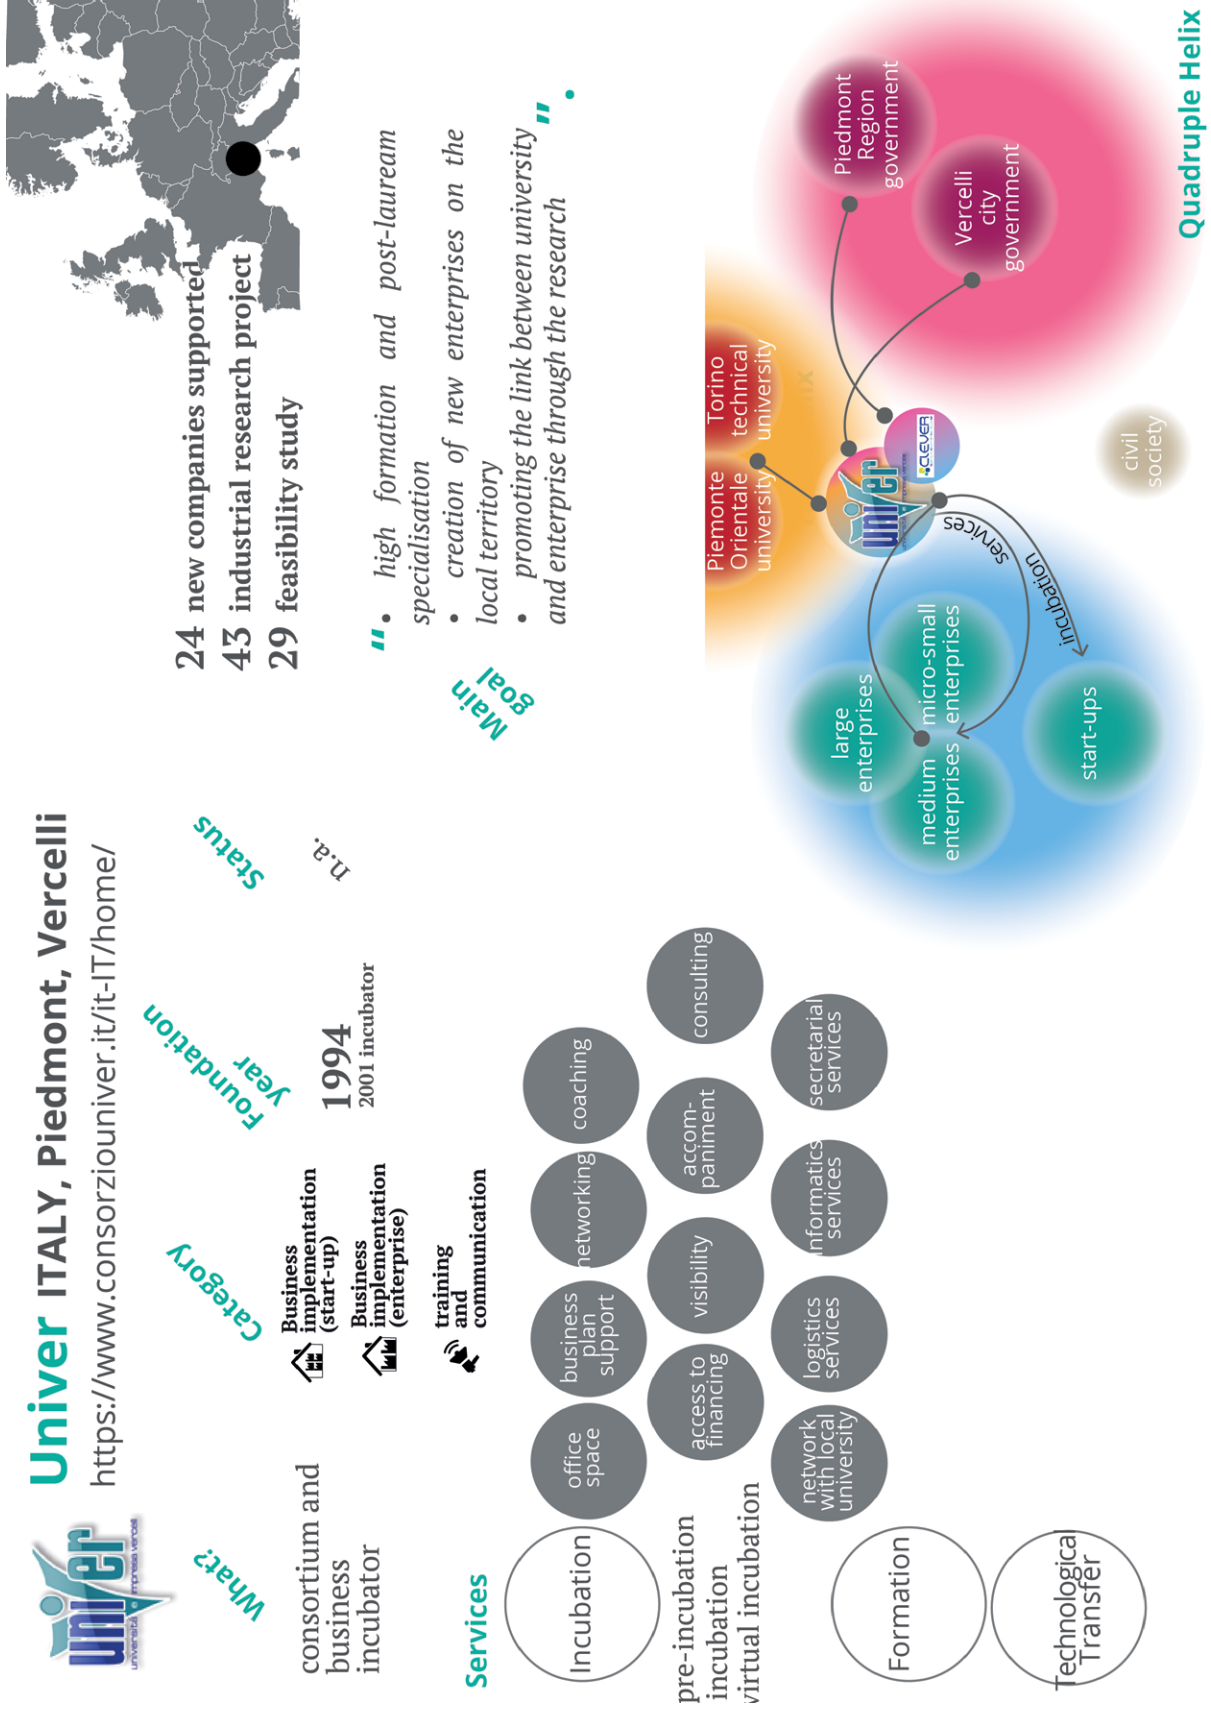 Univer ITALY, Piedmont, Vercelli
https://www.consorziouniver.it/it-IT/home/
univer
università e impresa vercelli
What?
consortium and
business
incubator
Category
Business
implementation
(start-up)
Business
implementation
(enterprise)
training
and
communication
Foundation
year
1994
2001 incubator
Status
n.a.
24 new companies supported
43 industrial research project
29 feasibility study
Main
goal
"• high formation and post-lauream
specialisation
• creation of new enterprises on the
local territory
• promoting the link between university
and enterprise through the research
".
Services
Incubation
pre-incubation
incubation
virtual incubation
office
space
business
plan
support
networking
coaching
access to
financing
visibility
accom-
paniment
consulting
network
with local
university
logistics
services
informatics
services
secretarial
services
Formation
Technological
Transfer
Piemonte
Orientale
university
Torino
technical
university
Piedmont
Region
government
Vercelli
city
government
univer
CLEVER
large
enterprises
medium
enterprises
micro-small
enterprises
start-ups
services
incubation
civil
society
Quadruple Helix